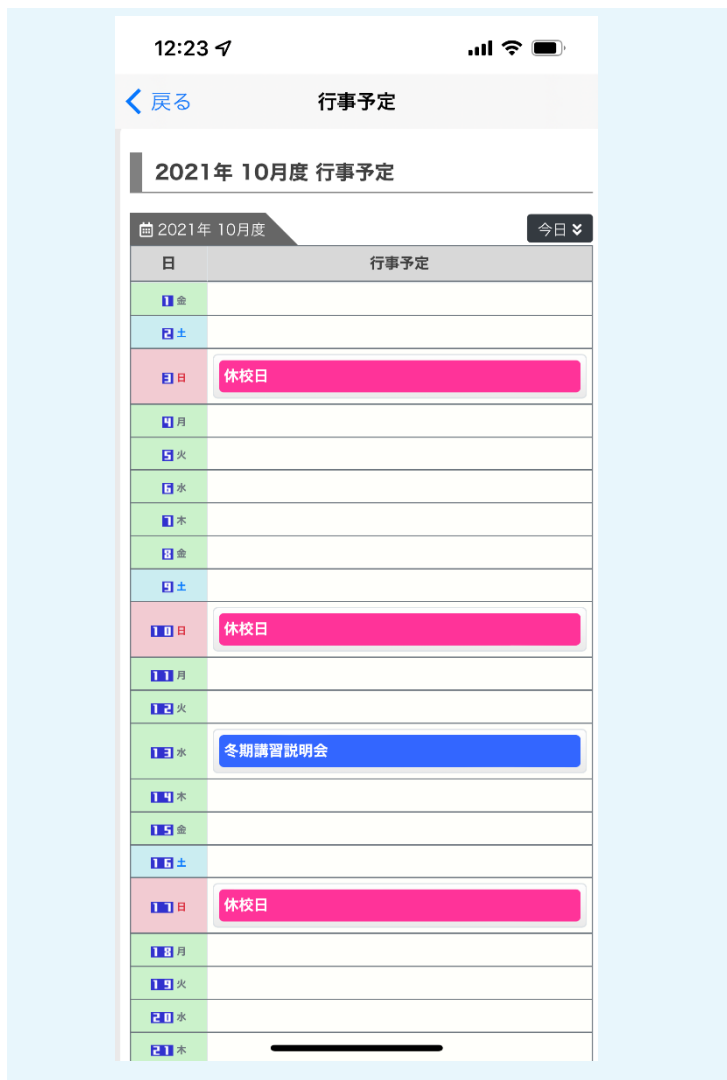 12:23
戻る 行事予定
2021年 10月度 行事予定
2021年 10月度 今日
日 行事予定
1 金
2 土
3 日 休校日
4 月
5 火
6 水
7 木
8 金
9 土
10 日 休校日
11 月
12 火
13 水 冬期講習説明会
14 木
15 金
16 土
17 日 休校日
18 月
19 火
20 水
21 木